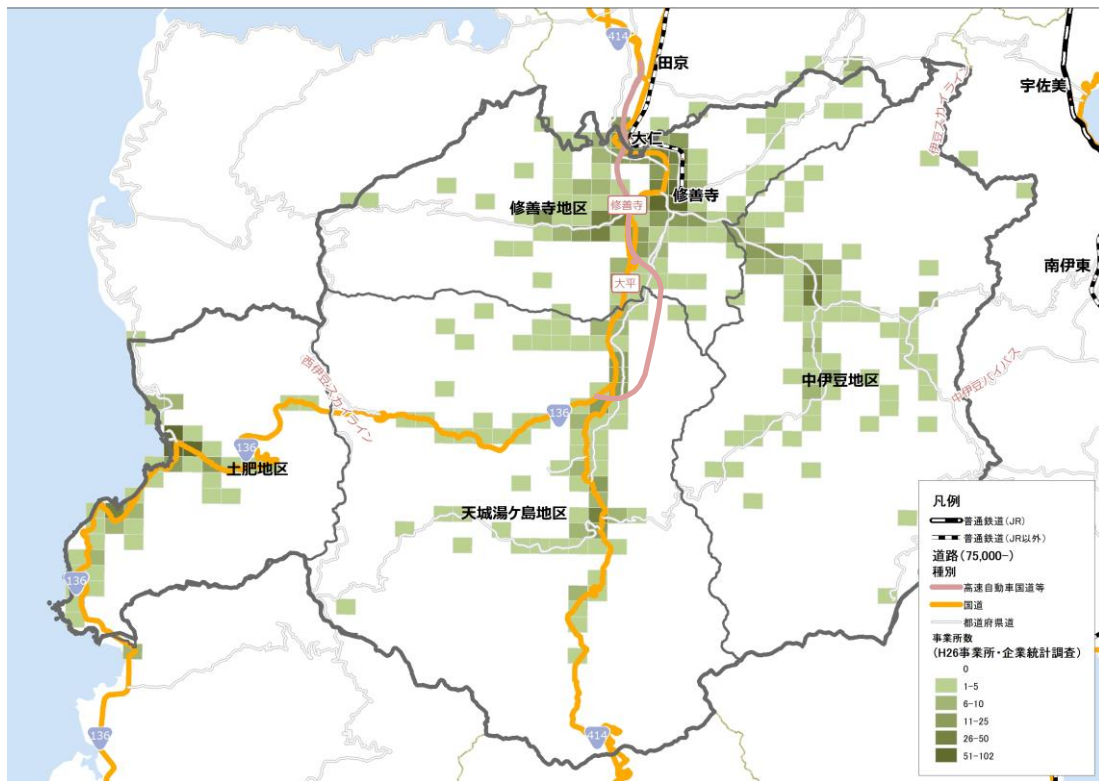 414
田京
宇佐美
伊豆スカイライン
大仁
修善寺
修善寺地区
修善寺
南伊東
大平
中伊豆地区
中伊豆バイパス
西伊豆スカイライン
136
136
土肥地区
天城湯ケ島地区
136
414
136
凡例
普通鉄道(JR)
普通鉄道(JR以外)
道路(75,000-)
種別
高速自動車国道等
国道
都道府県道
事業所数
(H26事業所・企業統計調査)
0
1-5
6-10
11-25
26-50
51-102